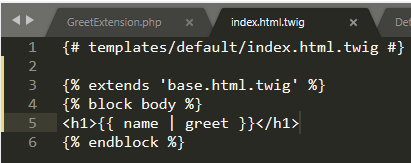 GreetExtension.php × index.html.twig × Def
1 {# templates/default/index.html.twig #}
2
3 {% extends 'base.html.twig' %}
4 {% block body %}
5 <h1>{{ name | greet }}</h1>
6 {% endblock %}